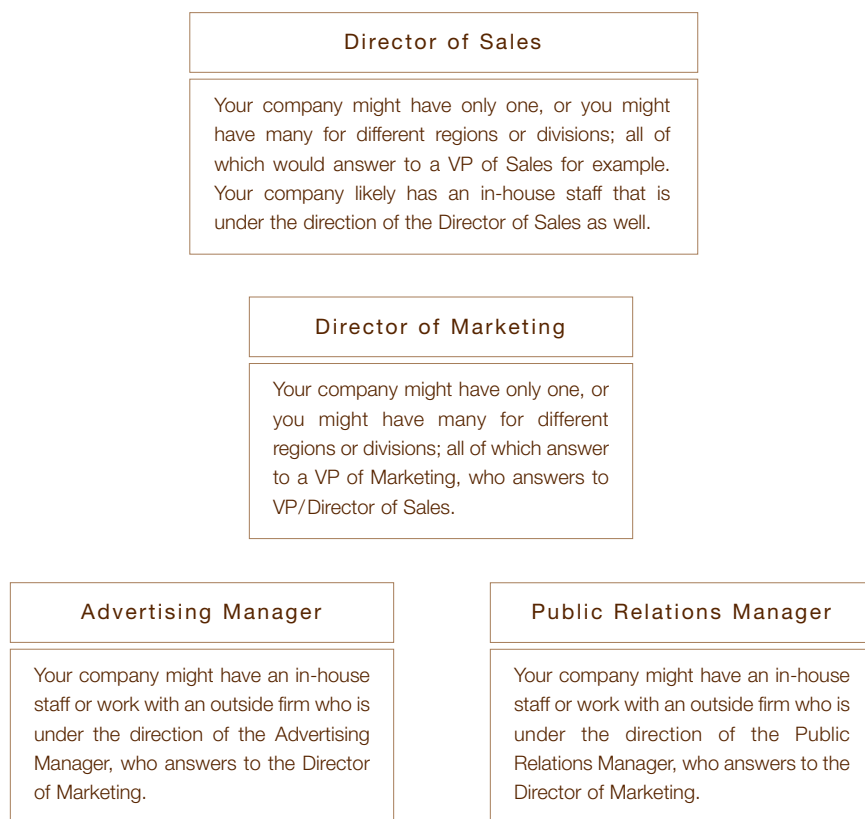 Director of Sales
Your company might have only one, or you might
have many for different regions or divisions; all of
which would answer to a VP of Sales for example.
Your company likely has an in-house staff that is
under the direction of the Director of Sales as well.
Director of Marketing
Your company might have only one, or
you might have many for different
regions or divisions; all of which answer
to a VP of Marketing, who answers to
VP/Director of Sales.
Advertising Manager
Your company might have an in-house
staff or work with an outside firm who is
under the direction of the Advertising
Manager, who answers to the Director
of Marketing.
Public Relations Manager
Your company might have an in-house
staff or work with an outside firm who is
under the direction of the Public
Relations Manager, who answers to the
Director of Marketing.